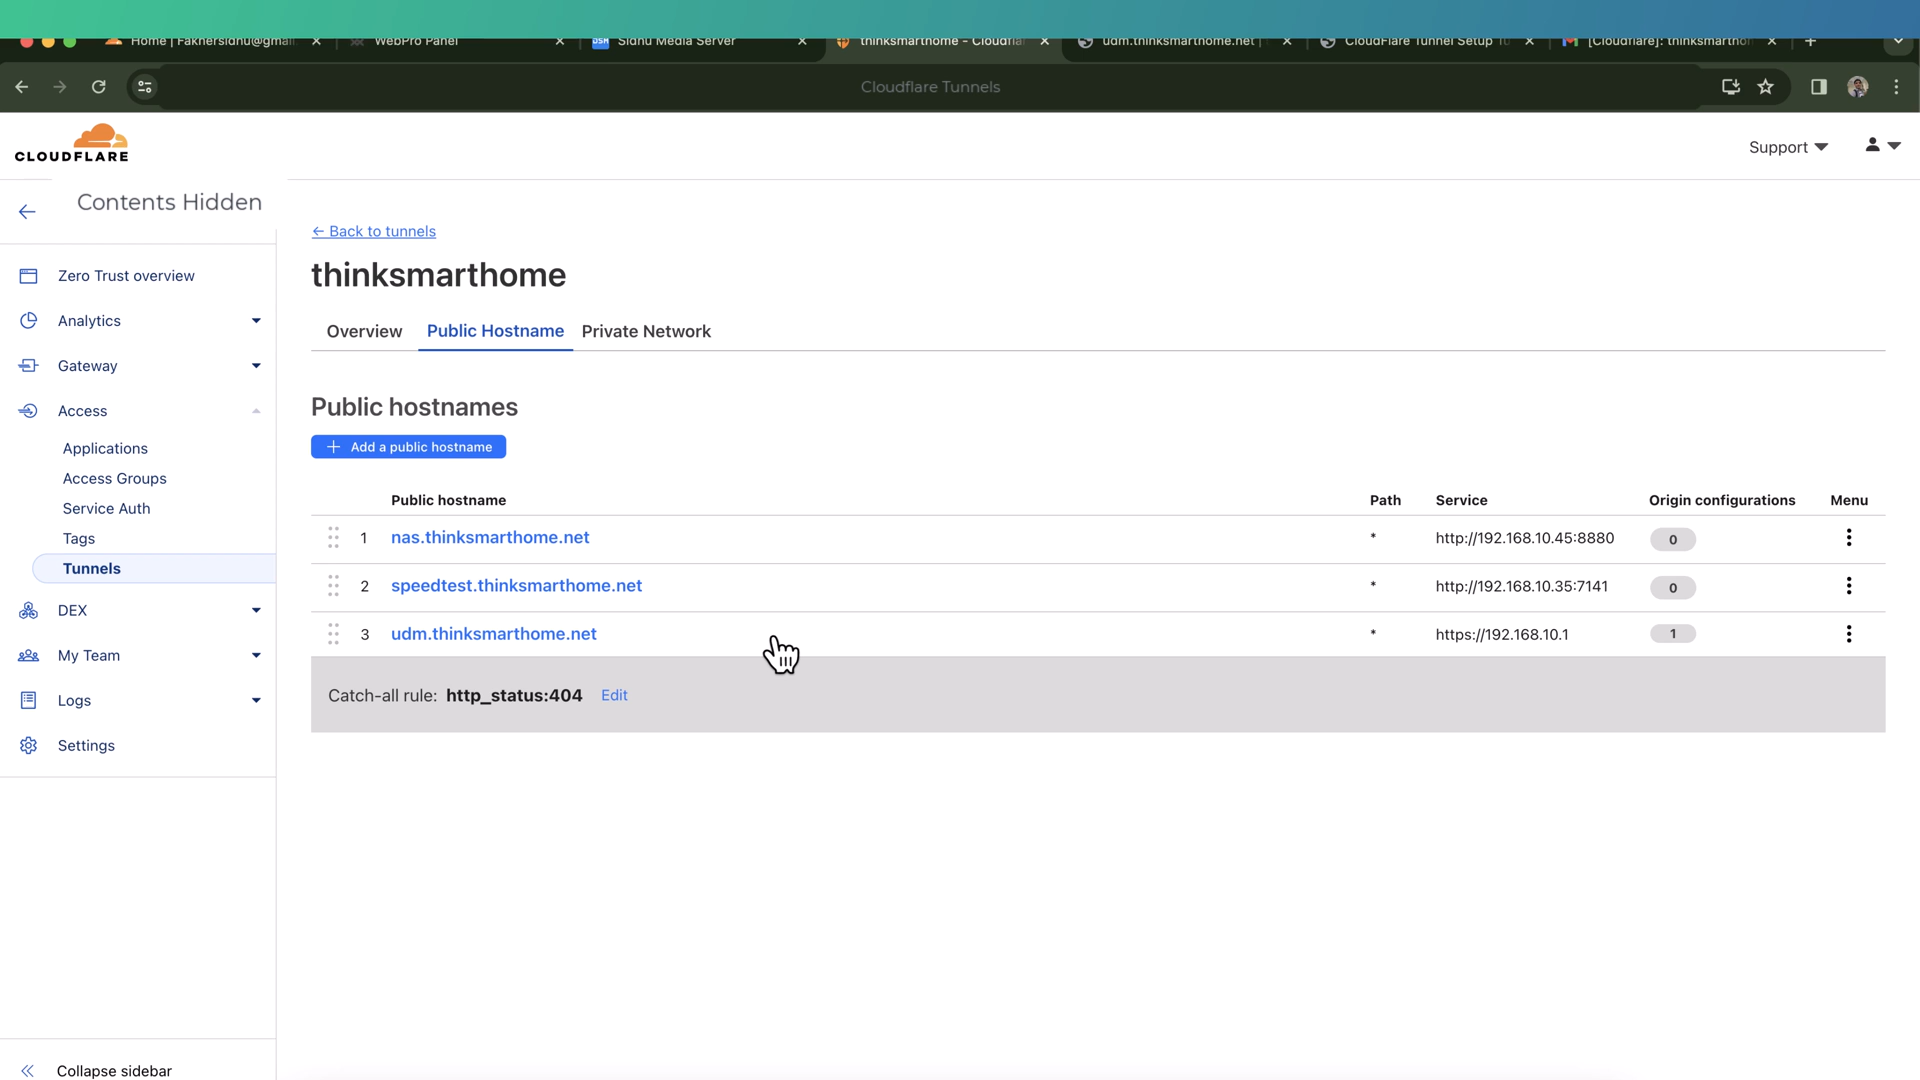 Home | Fakhersidhu@gmail.
WebPro Panel
Sidhu Media Server
thinksmarthome - Cloudflar
udm.thinksmarthome.net |
CloudFlare Tunnel Setup Tu
[Cloudflare]: thinksmarthom
Cloudflare Tunnels
CLOUDFLARE
Support
Contents Hidden
Zero Trust overview
Analytics
Gateway
Access
Applications
Access Groups
Service Auth
Tags
Tunnels
DEX
My Team
Logs
Settings
Collapse sidebar
← Back to tunnels
thinksmarthome
Overview Public Hostname Private Network
Public hostnames
+ Add a public hostname
Public hostname Path Service Origin configurations Menu
1 nas.thinksmarthome.net * http://192.168.10.45:8880 0
2 speedtest.thinksmarthome.net * http://192.168.10.35:7141 0
3 udm.thinksmarthome.net * https://192.168.10.1 1
Catch-all rule: http_status:404 Edit